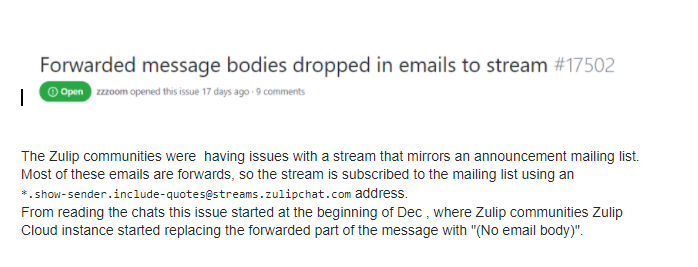 Forwarded message bodies dropped in emails to stream #17502
Open zzzoom opened this issue 17 days ago · 9 comments
The Zulip communities were  having issues with a stream that mirrors an announcement mailing list.
Most of these emails are forwards, so the stream is subscribed to the mailing list using an
*.show-sender.include-quotes@streams.zulipchat.com address.
From reading the chats this issue started at the beginning of Dec , where Zulip communities Zulip
Cloud instance started replacing the forwarded part of the message with "(No email body)".